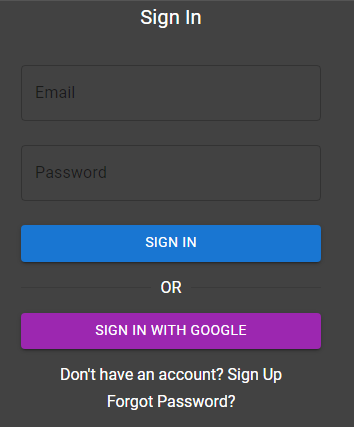 Sign In
Email
Password
SIGN IN
OR
SIGN IN WITH GOOGLE
Don't have an account? Sign Up
Forgot Password?